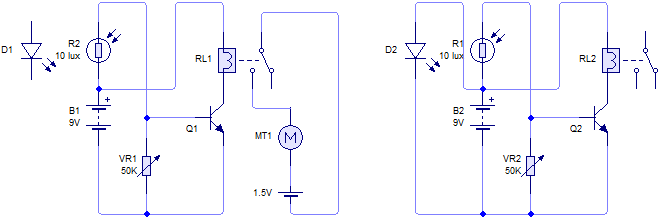 D1
R2
10 lux
B1
9V
VR1
50K
Q1
RL1
MT1
1.5V
D2
R1
10 lux
B2
9V
VR2
50K
Q2
RL2